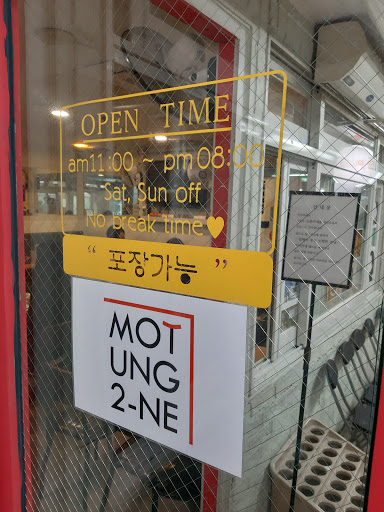 OPEN TIME
am11:00 ~ pm08:00
Sat, Sun off
No break time♥
“ 포장가능 ”
MOT
UNG
2-NE